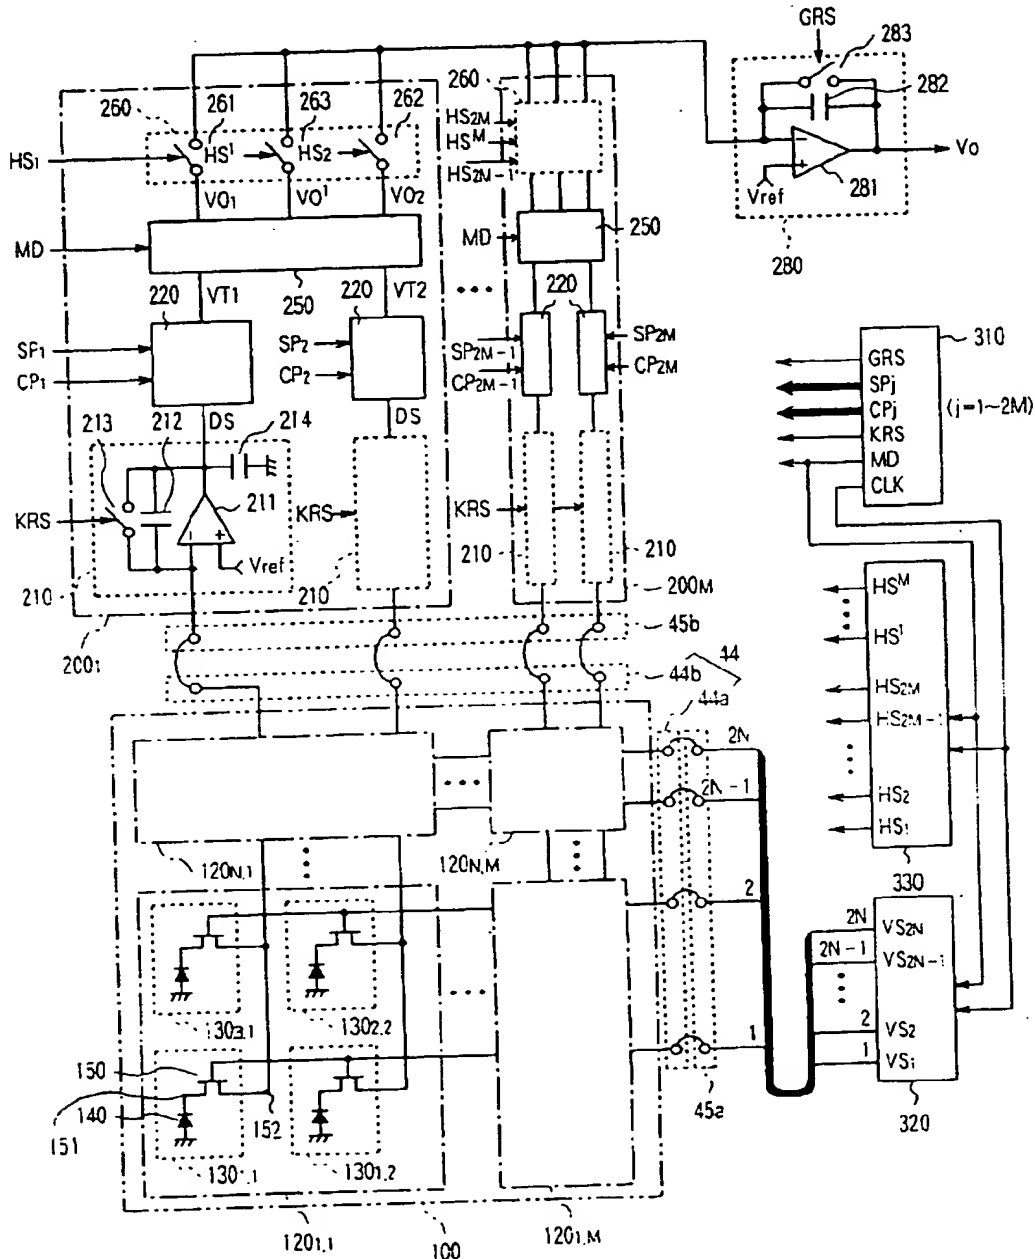 GRS
283
282
Vref
281
Vo
280
260
261
263
262
HS1
HS¹
HS2
VO1
VO¹
VO2
260
HS2M
HSᴹ
HS2M-1
MD
250
MD
250
220
VT1
220
VT2
220
SP1
CP1
SP2
CP2
SP2M-1
CP2M-1
SP2M
CP2M
310
GRS
SPj
CPj
KRS
MD
CLK
(j=1~2M)
DS
DS
213
212
214
211
KRS
Vref
210
KRS
210
KRS
210
210
200M
2001
45b
44b
44
44a
HSᴹ
HS¹
HS2M
HS2M-1
HS2
HS1
330
2N
2N-1
2
1
120N,1
120N,M
2N
2N-1
2
1
VS2N
VS2N-1
VS2
VS1
320
1303,1
1302,2
150
140
151
152
1301,1
1301,2
45a
1201,1
100
1201,M